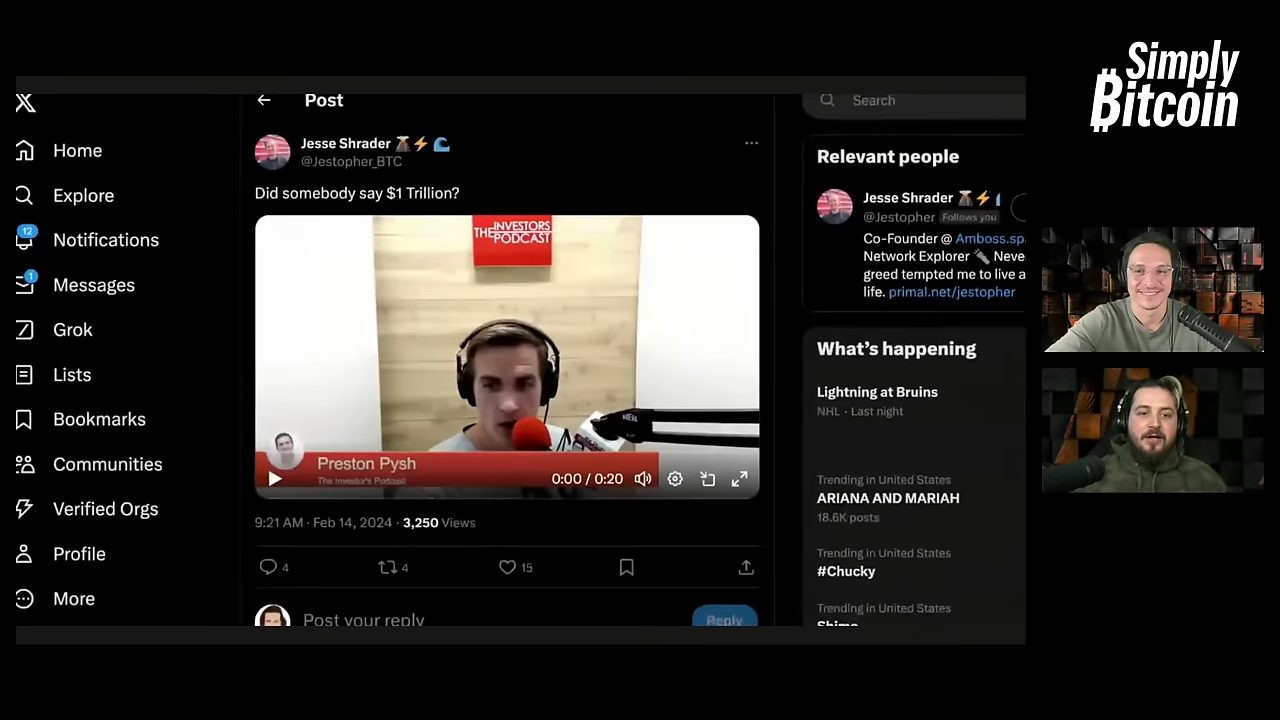 Simply
Bitcoin
X
Home
Explore
12
Notifications
1
Messages
Grok
Lists
Bookmarks
Communities
Verified Orgs
Profile
More
Post
Jesse Shrader
@Jestopher_BTC
Did somebody say $1 Trillion?
THE INVESTORS
PODCAST
Preston Pysh
The Investor's Podcast
0:00 / 0:20
9:21 AM · Feb 14, 2024 · 3,250 Views
4
4
15
Post your reply
Reply
Search
Relevant people
Jesse Shrader
@Jestopher Follows you
Co-Founder @ Amboss.sp
Network Explorer Neve
greed tempted me to live a
life. primal.net/jestopher
What's happening
Lightning at Bruins
NHL · Last night
Trending in United States
ARIANA AND MARIAH
18.6K posts
Trending in United States
#Chucky
Trending in United States